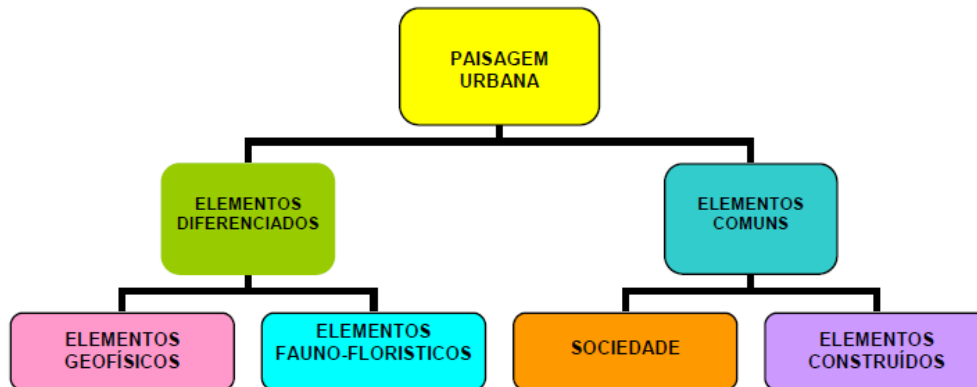 PAISAGEM
URBANA
ELEMENTOS
DIFERENCIADOS
ELEMENTOS
COMUNS
ELEMENTOS
GEOFÍSICOS
ELEMENTOS
FAUNO-FLORISTICOS
SOCIEDADE
ELEMENTOS
CONSTRUÍDOS